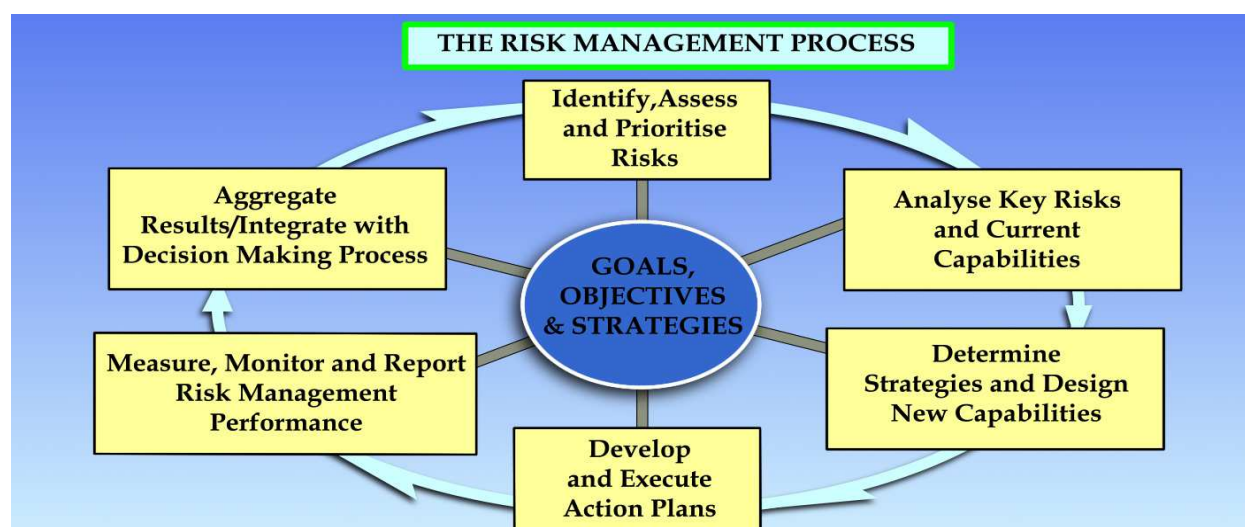 THE RISK MANAGEMENT PROCESS
Identify,Assess
and Prioritise
Risks
Analyse Key Risks
and Current
Capabilities
Determine
Strategies and Design
New Capabilities
Develop
and Execute
Action Plans
Measure, Monitor and Report
Risk Management
Performance
Aggregate
Results/Integrate with
Decision Making Process
GOALS,
OBJECTIVES
& STRATEGIES